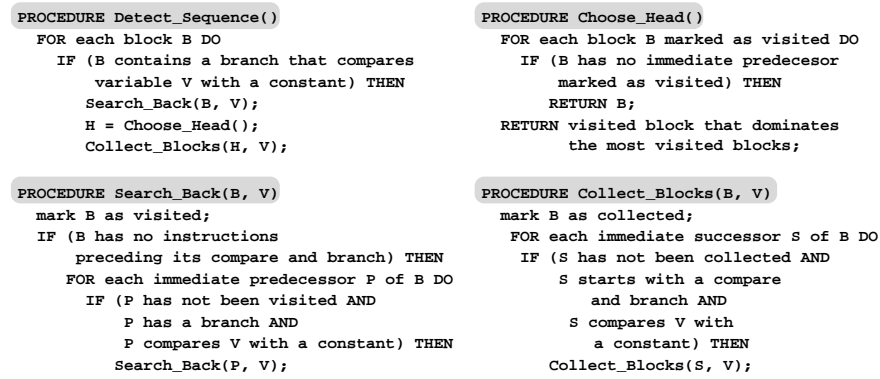 PROCEDURE Detect_Sequence()
FOR each block B DO
IF (B contains a branch that compares
variable V with a constant) THEN
Search_Back(B, V);
H = Choose_Head();
Collect_Blocks(H, V);
PROCEDURE Choose_Head()
FOR each block B marked as visited DO
IF (B has no immediate predecesor
marked as visited) THEN
RETURN B;
RETURN visited block that dominates
the most visited blocks;
PROCEDURE Search_Back(B, V)
mark B as visited;
IF (B has no instructions
preceding its compare and branch) THEN
FOR each immediate predecessor P of B DO
IF (P has not been visited AND
P has a branch AND
P compares V with a constant) THEN
Search_Back(P, V);
PROCEDURE Collect_Blocks(B, V)
mark B as collected;
FOR each immediate successor S of B DO
IF (S has not been collected AND
S starts with a compare
and branch AND
S compares V with
a constant) THEN
Collect_Blocks(S, V);